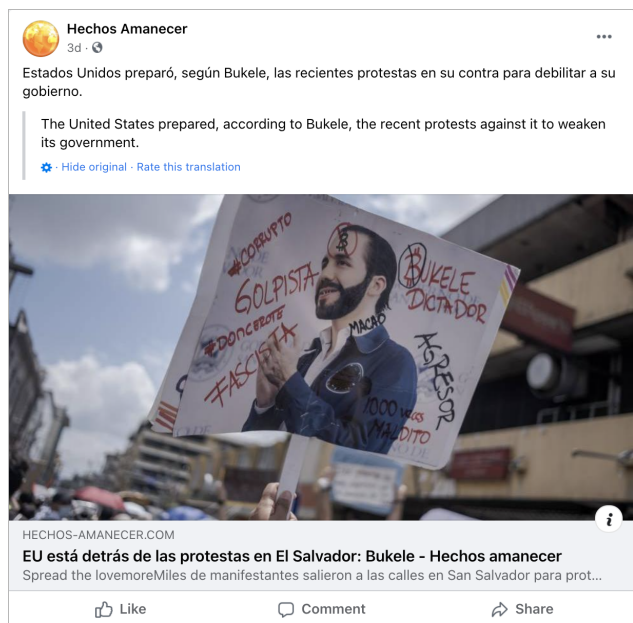 Hechos Amanecer
3d ·
Estados Unidos preparó, según Bukele, las recientes protestas en su contra para debilitar a su
gobierno.
The United States prepared, according to Bukele, the recent protests against it to weaken
its government.
· Hide original · Rate this translation
#CORRUPTO
GOLPISTA
#DONCEROTE
FASCISTA
MACAO
BUKELE
DICTADOR
AGRESOR
1000 veces
MALDITO
HECHOS-AMANECER.COM
EU está detrás de las protestas en El Salvador: Bukele - Hechos amanecer
Spread the lovemoreMiles de manifestantes salieron a las calles en San Salvador para prot...
Like
Comment
Share